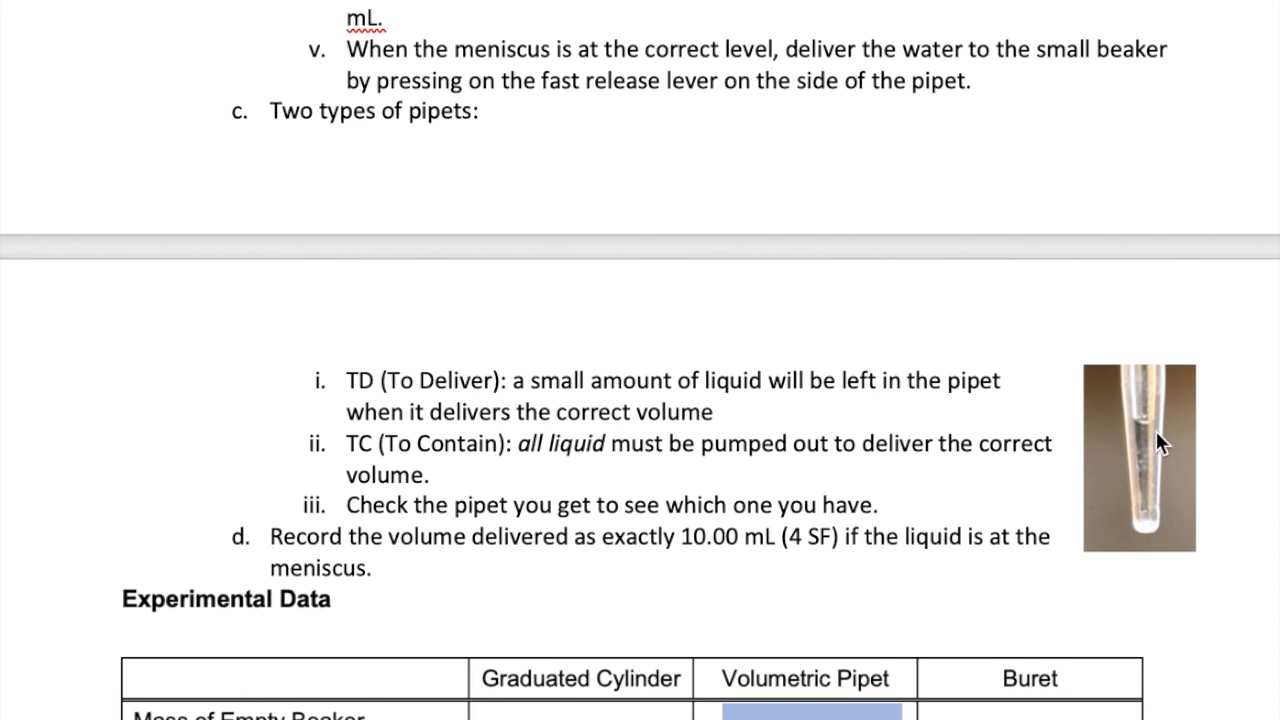 mL.
v. When the meniscus is at the correct level, deliver the water to the small beaker
by pressing on the fast release lever on the side of the pipet.
c. Two types of pipets:
i. TD (To Deliver): a small amount of liquid will be left in the pipet
when it delivers the correct volume
ii. TC (To Contain): all liquid must be pumped out to deliver the correct
volume.
iii. Check the pipet you get to see which one you have.
d. Record the volume delivered as exactly 10.00 mL (4 SF) if the liquid is at the
meniscus.
Experimental Data
Graduated Cylinder Volumetric Pipet Buret
Mass of Empty Beaker